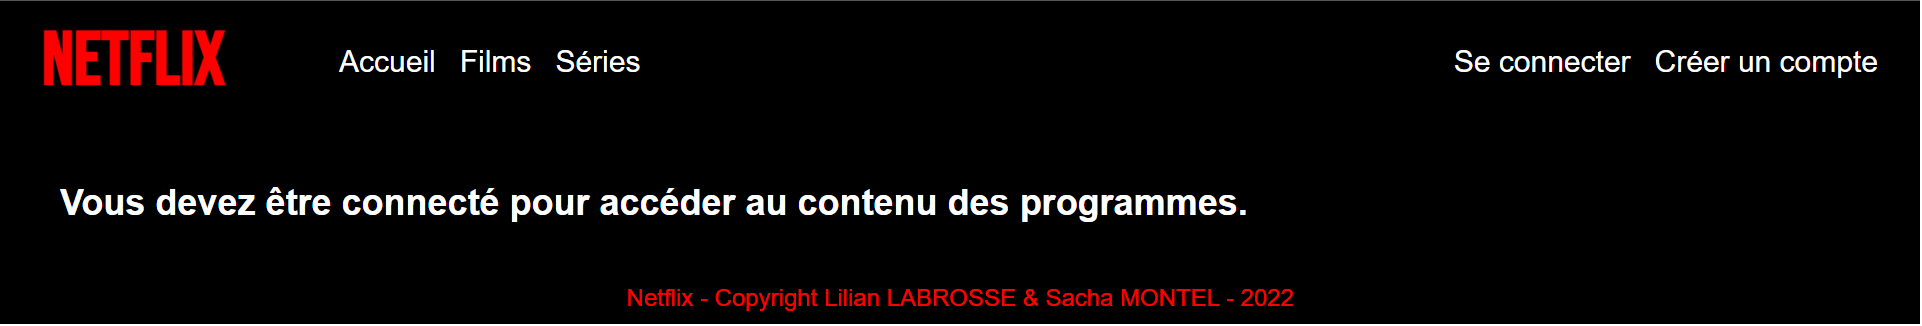 NETFLIX Accueil Films Séries Se connecter Créer un compte
Vous devez être connecté pour accéder au contenu des programmes.
Netflix - Copyright Lilian LABROSSE & Sacha MONTEL - 2022